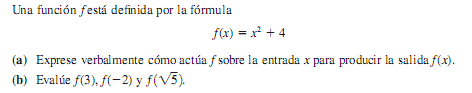 Una función f está definida por la fórmula
f(x) = x² + 4
(a) Exprese verbalmente cómo actúa f sobre la entrada x para producir la salida f(x).
(b) Evalúe f(3), f(−2) y f(√5).